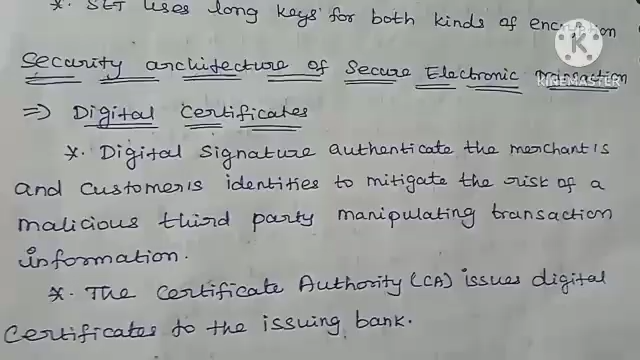 *. SET uses long keys for both kinds of encryption
Security architecture of Secure Electronic Transaction
⇒ Digital Certificates
*. Digital Signature authenticate the merchant's
and customer's identities to mitigate the risk of a
malicious third party manipulating transaction
information.
*. The Certificate Authority (CA) issues digital
certificates to the issuing bank.
KINEMASTER